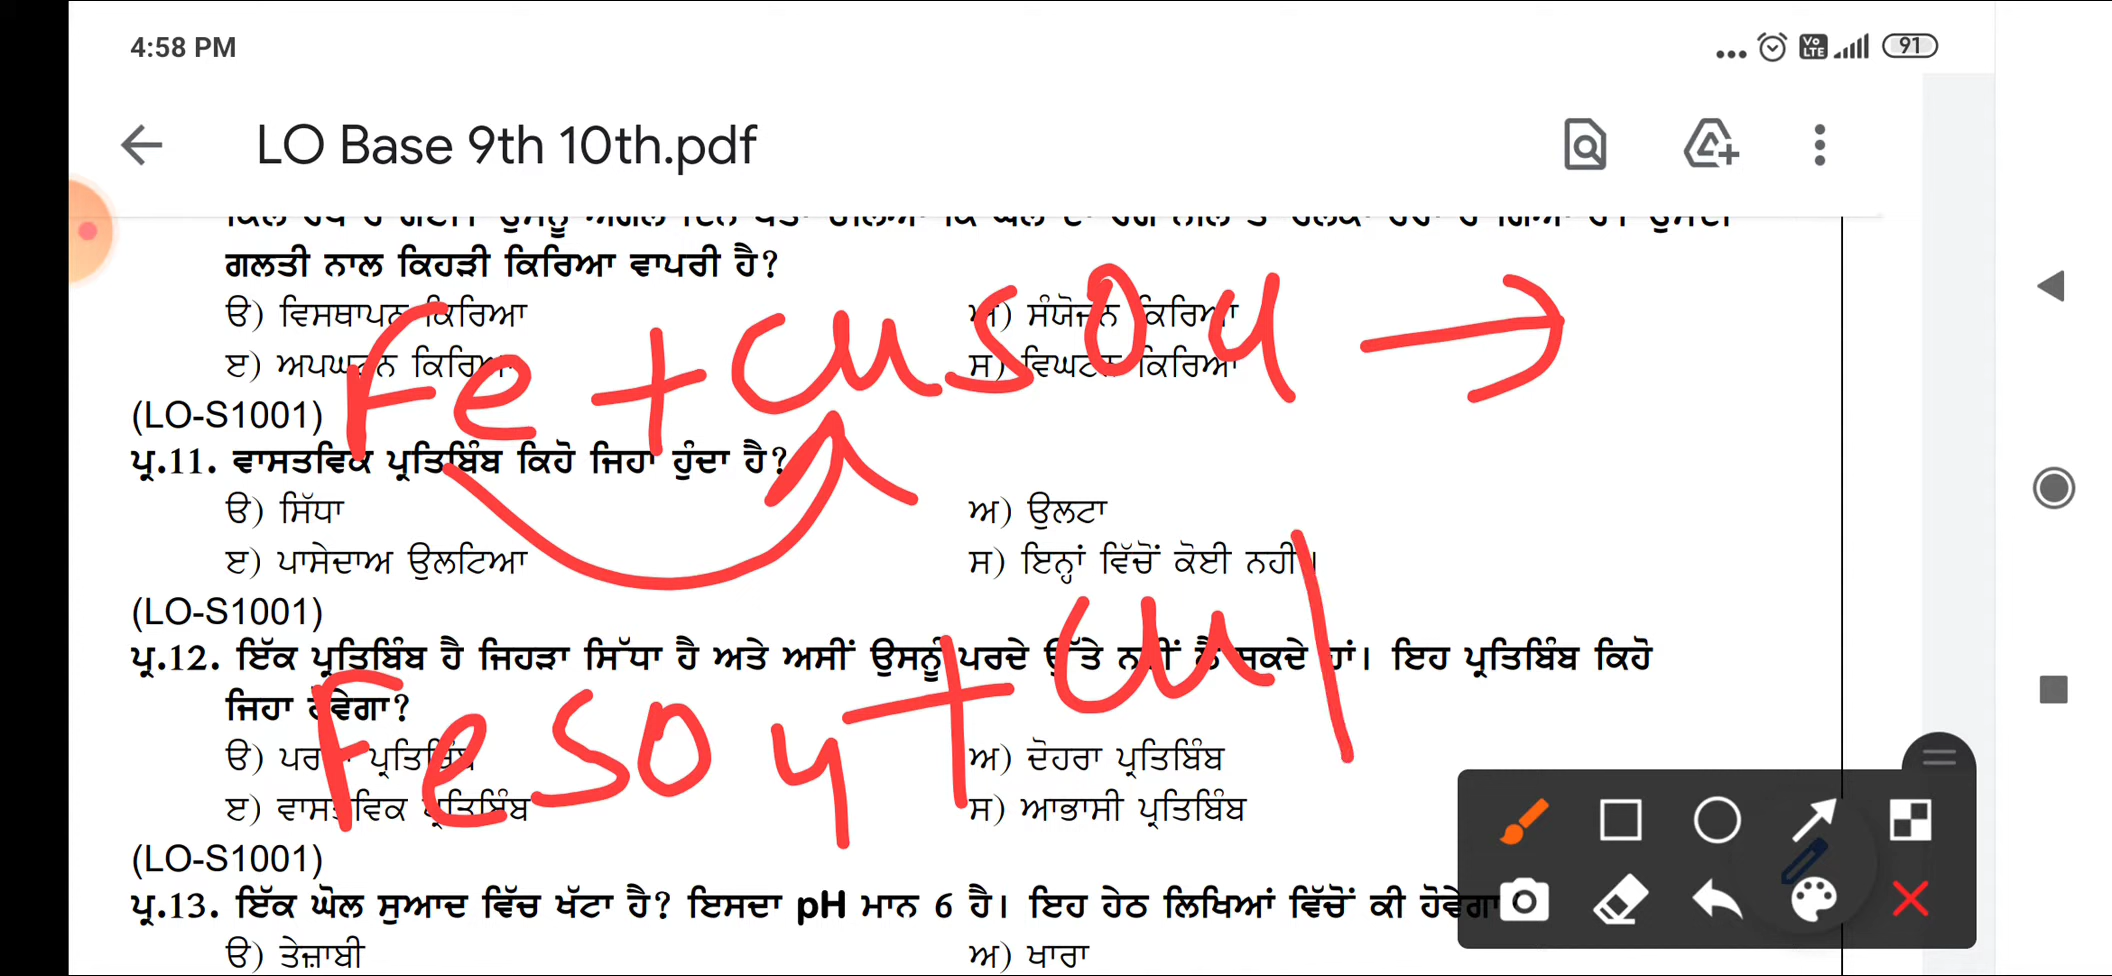 4:58 PM
Vo LTE 91
LO Base 9th 10th.pdf
ਗਲਤੀ ਨਾਲ ਕਿਹੜੀ ਕਿਰਿਆ ਵਾਪਰੀ ਹੈ?
ੳ) ਵਿਸਥਾਪਨ ਕਿਰਿਆ ਅ) ਸੰਯੋਜਨ ਕਿਰਿਆ
ੲ) ਅਪਘਟਨ ਕਿਰਿਆ ਸ) ਵਿਘਟਨ ਕਿਰਿਆ
Fe + CuSO4 →
(LO-S1001)
ਪ੍ਰ.11. ਵਾਸਤਵਿਕ ਪ੍ਰਤਿਬਿੰਬ ਕਿਹੋ ਜਿਹਾ ਹੁੰਦਾ ਹੈ?
ੳ) ਸਿੱਧਾ ਅ) ਉਲਟਾ
ੲ) ਪਾਸੇਦਾਅ ਉਲਟਿਆ ਸ) ਇਨ੍ਹਾਂ ਵਿੱਚੋਂ ਕੋਈ ਨਹੀ।
(LO-S1001)
ਪ੍ਰ.12. ਇੱਕ ਪ੍ਰਤਿਬਿੰਬ ਹੈ ਜਿਹੜਾ ਸਿੱਧਾ ਹੈ ਅਤੇ ਅਸੀਂ ਉਸਨੂੰ ਪਰਦੇ ਉੱਤੇ ਨਹੀਂ ਲੈ ਸਕਦੇ ਹਾਂ। ਇਹ ਪ੍ਰਤਿਬਿੰਬ ਕਿਹੋ
ਜਿਹਾ ਹੋਵੇਗਾ?
FeSO4 + Cu
ੳ) ਪ੍ਰਤਿਬਿੰਬ ਅ) ਦੋਹਰਾ ਪ੍ਰਤਿਬਿੰਬ
ੲ) ਵਾਸਤਵਿਕ ਪ੍ਰਤਿਬਿੰਬ ਸ) ਆਭਾਸੀ ਪ੍ਰਤਿਬਿੰਬ
(LO-S1001)
ਪ੍ਰ.13. ਇੱਕ ਘੋਲ ਸੁਆਦ ਵਿੱਚ ਖੱਟਾ ਹੈ? ਇਸਦਾ pH ਮਾਨ 6 ਹੈ। ਇਹ ਹੇਠ ਲਿਖਿਆਂ ਵਿੱਚੋਂ ਕੀ ਹੋਵੇਗਾ
ੳ) ਤੇਜ਼ਾਬੀ ਅ) ਖਾਰਾ